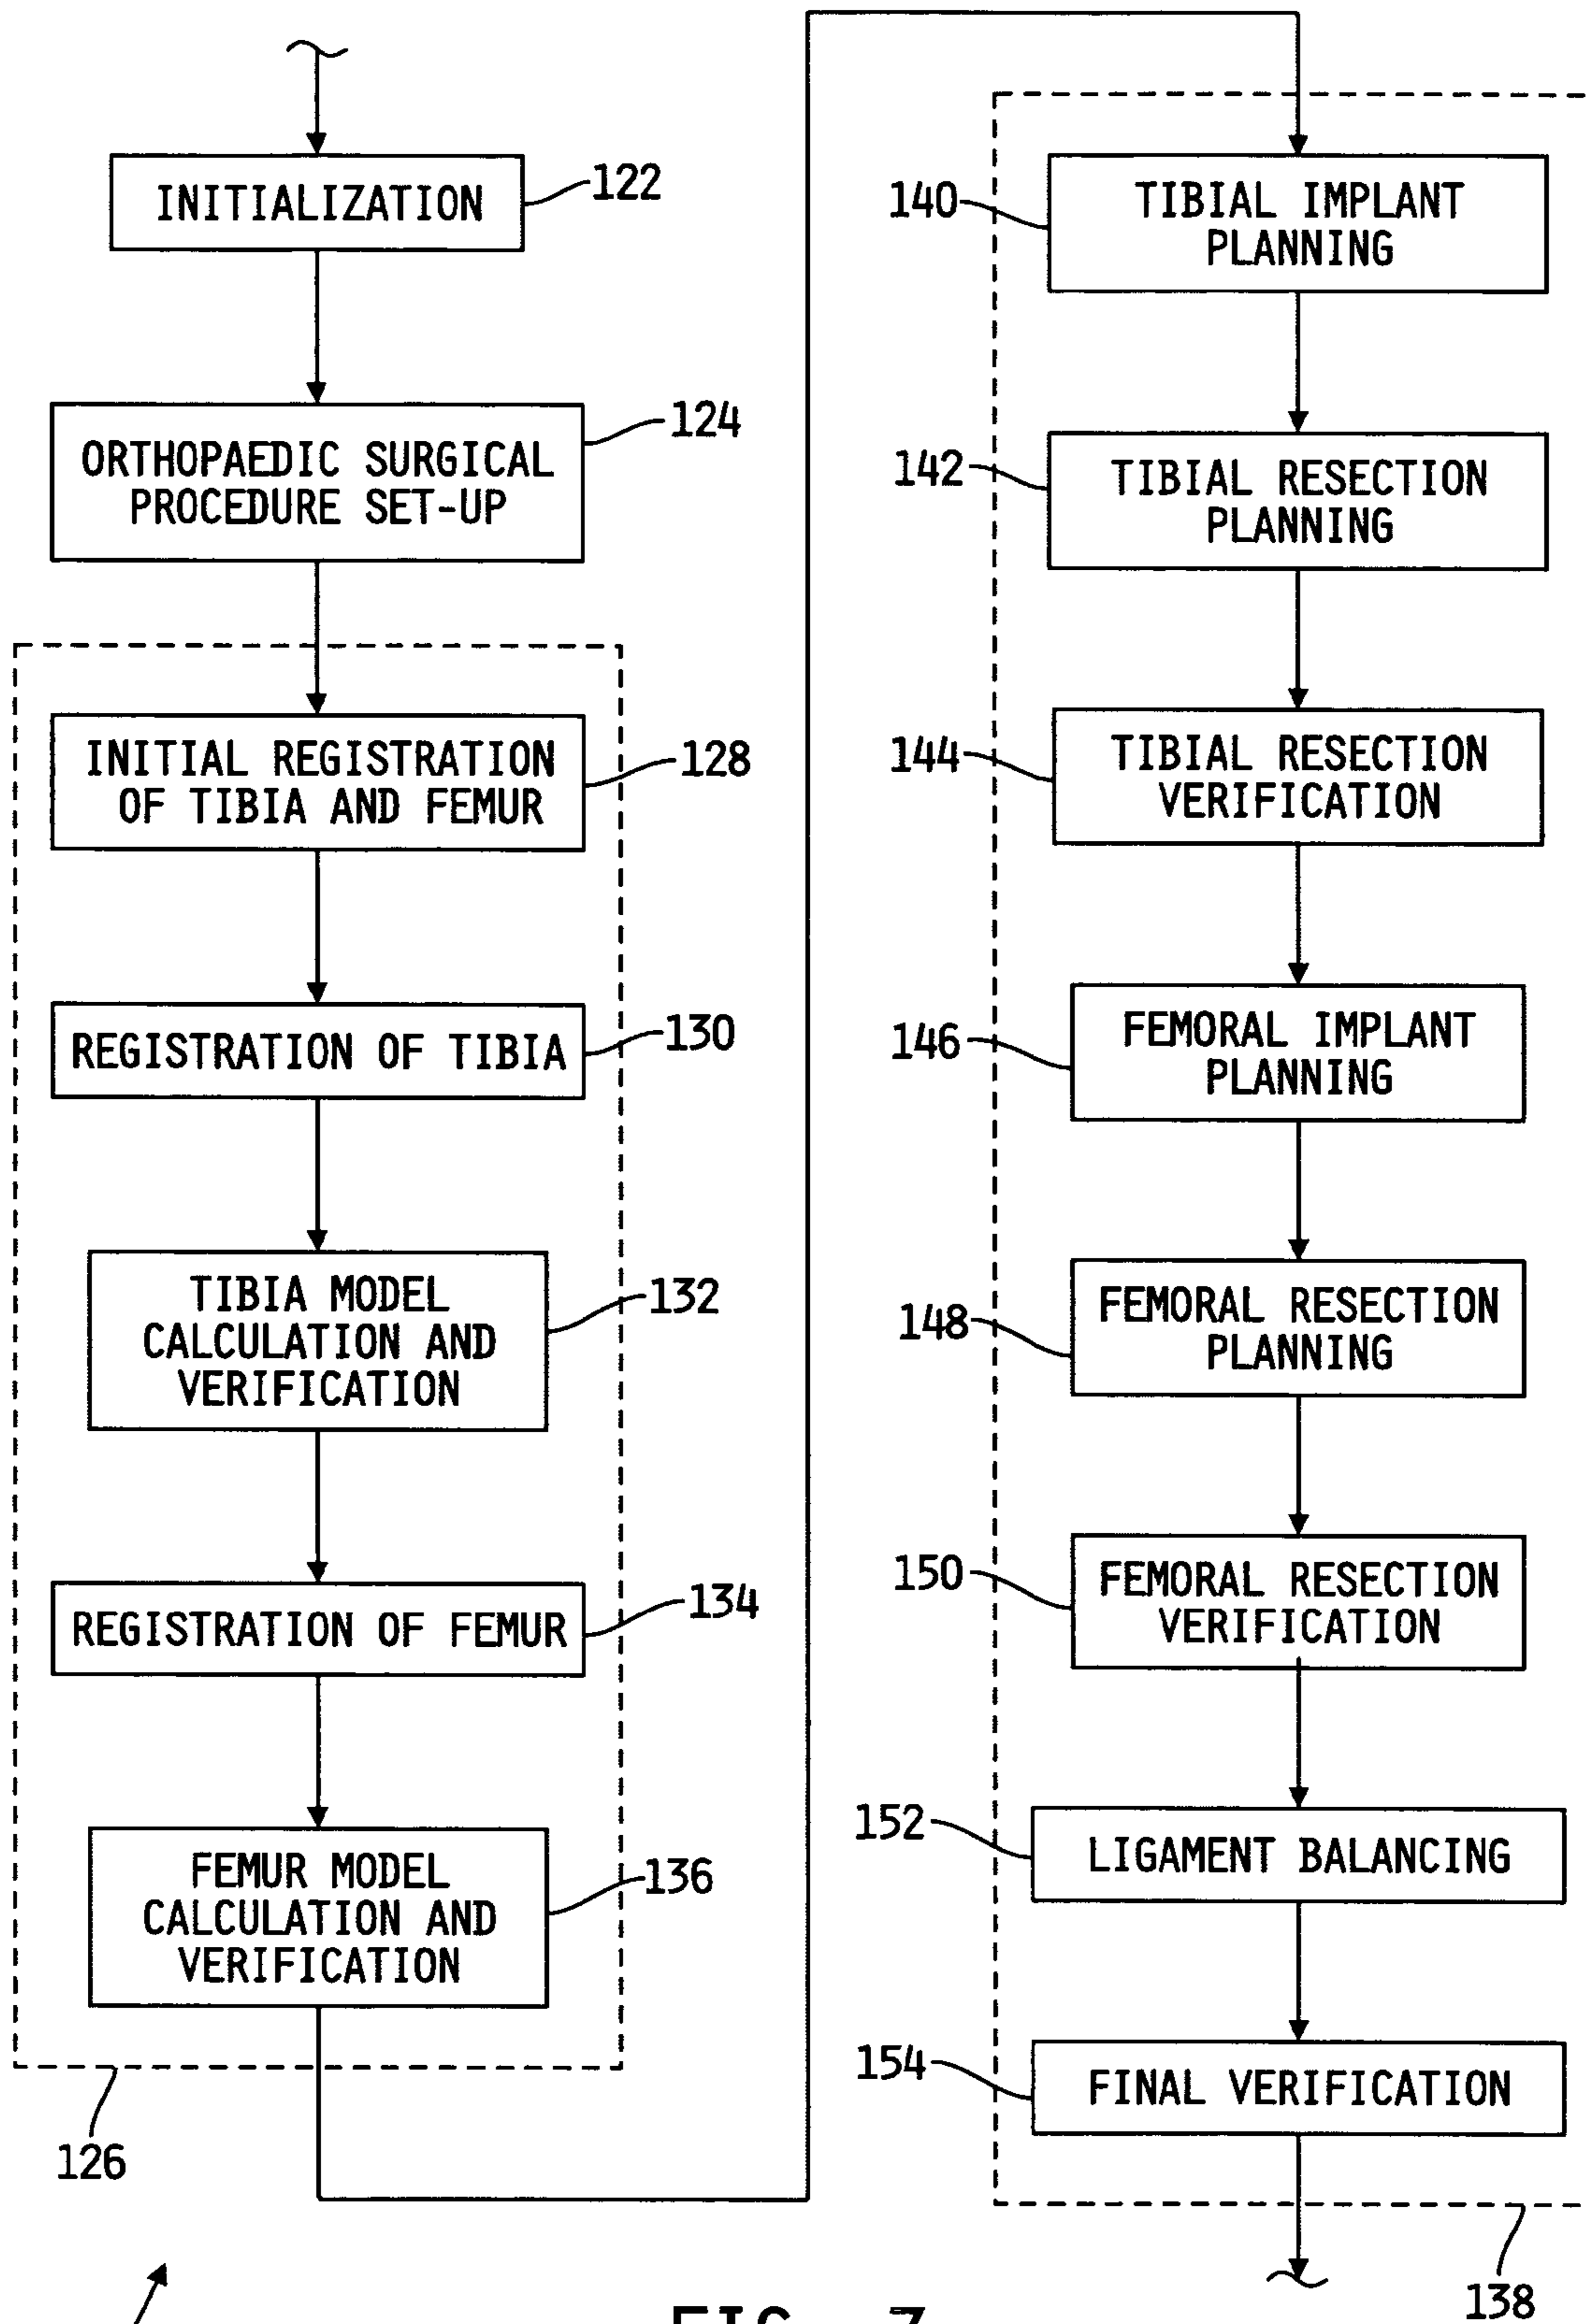 INITIALIZATION
122
ORTHOPAEDIC SURGICAL
PROCEDURE SET-UP
124
INITIAL REGISTRATION
OF TIBIA AND FEMUR
128
REGISTRATION OF TIBIA
130
TIBIA MODEL
CALCULATION AND
VERIFICATION
132
REGISTRATION OF FEMUR
134
FEMUR MODEL
CALCULATION AND
VERIFICATION
136
126
140
TIBIAL IMPLANT
PLANNING
142
TIBIAL RESECTION
PLANNING
144
TIBIAL RESECTION
VERIFICATION
146
FEMORAL IMPLANT
PLANNING
148
FEMORAL RESECTION
PLANNING
150
FEMORAL RESECTION
VERIFICATION
152
LIGAMENT BALANCING
154
FINAL VERIFICATION
138
FIG. 7